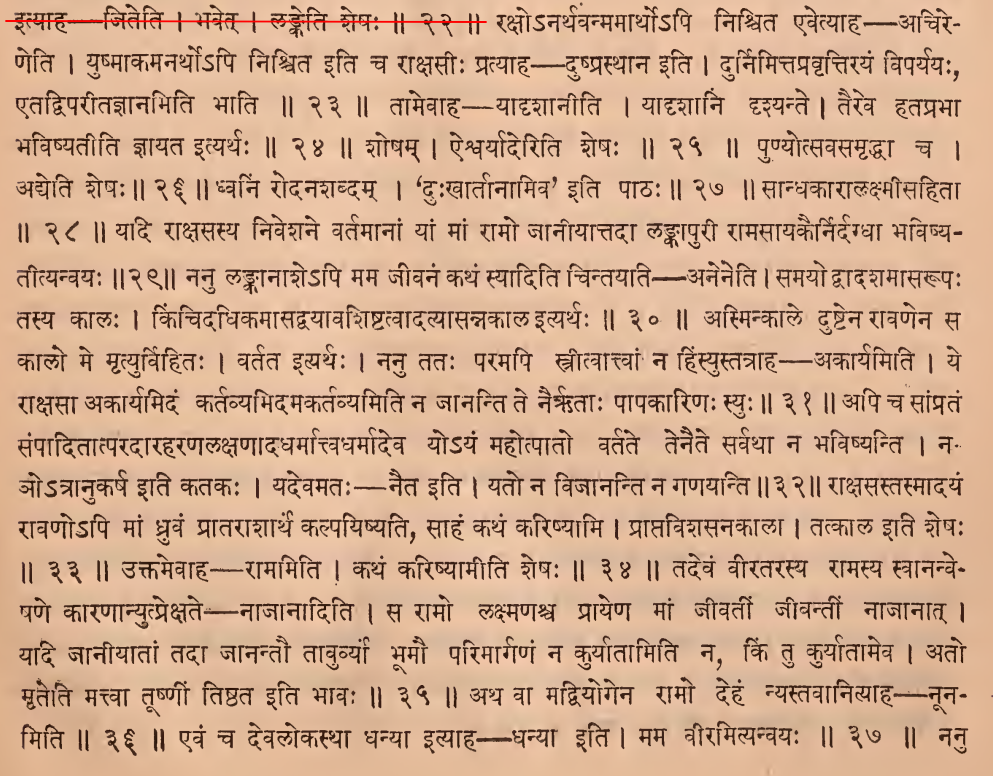 इत्याह—जितेति । भवेत् । लङ्केति शेषः ॥ २२ ॥ रक्षोऽनर्थवन्ममार्थोऽपि निश्चित एवेत्याह—आचिरे-
णेति । युष्माकमनर्थोऽपि निश्चित इति च राक्षसीः प्रत्याह—दुष्प्रस्थान इति । दुर्निमित्तप्रवृत्तिरयं विपर्ययः,
एतद्विपरीतज्ञानमिति भाति ॥ २३ ॥ तामेवाह—यादृशानीति । यादृशानि दृश्यन्ते । तैरेव हतप्रभा
भविष्यतीति ज्ञायत इत्यर्थः ॥ २४ ॥ शोषम् । ऐश्वर्यादेरिति शेषः ॥ २५ ॥ पुण्योत्सवसमृद्धा च ।
अद्येति शेषः ॥ २६ ॥ ध्वनिं रोदनशब्दम् । ‘दुःखार्तानामिव’ इति पाठः ॥ २७ ॥ सान्धकारालक्ष्मीसहिता
॥ २८ ॥ यदि राक्षसस्य निवेशने वर्तमानां यां मां रामो जानीयात्तदा लङ्कापुरी रामसायकैर्निर्दग्धा भविष्य-
तीत्यन्वयः ॥२९॥ ननु लङ्कानाशेऽपि मम जीवनं कथं स्यादिति चिन्तयाति—अनेनेति । समयो द्वादशमासरूपः
तस्य कालः । किंचिदधिकमासद्वयावशिष्टत्वादत्यासन्नकाल इत्यर्थः ॥ ३० ॥ अस्मिन्काले दुष्टेन रावणेन स
कालो मे मृत्युर्विहितः । वर्तत इत्यर्थः । ननु ततः परमपि स्त्रीत्वात्त्वां न हिंस्युस्तत्राह—अकार्यमिति । ये
राक्षसा अकार्यमिदं कर्तव्यमिदमकर्तव्यमिति न जानन्ति ते नैर्ऋताः पापकारिणः स्युः ॥ ३१ ॥ अपि च सांप्रतं
संपादितात्परदारहरणलक्षणादधर्मात्त्वधर्मादेव योऽयं महोत्पातो वर्तते तेनैते सर्वथा न भविष्यन्ति । न-
ञोऽत्रानुकर्ष इति कतकः । यदेवमतः—नैत इति । यतो न विजानन्ति न गणयन्ति ॥३२॥ राक्षसस्तस्मादयं
रावणोऽपि मां ध्रुवं प्रातराशार्थं कल्पयिष्यति, साहं कथं करिष्यामि । प्राप्तविशसनकाला । तत्काल इति शेषः
॥ ३३ ॥ उक्तमेवाह—राममिति । कथं करिष्यामीति शेषः ॥ ३४ ॥ तदेवं वीरतरस्य रामस्य स्वानन्वे-
षणे कारणान्युत्प्रेक्षते—नाजानादिति । स रामो लक्ष्मणश्च प्रायेण मां जीवतीं जीवन्तीं नाजानात् ।
यदि जानीयातां तदा जानन्तौ तावुर्व्यां भूमौ परिमार्गणं न कुर्यातामिति न, किं तु कुर्यातामेव । अतो
मृतेति मत्त्वा तूष्णीं तिष्ठत इति भावः ॥ ३५ ॥ अथ वा मद्वियोगेन रामो देहं न्यस्तवानित्याह—नून-
मिति ॥ ३६ ॥ एवं च देवलोकस्था धन्या इत्याह—धन्या इति । मम वीरमित्यन्वयः ॥ ३७ ॥ ननु